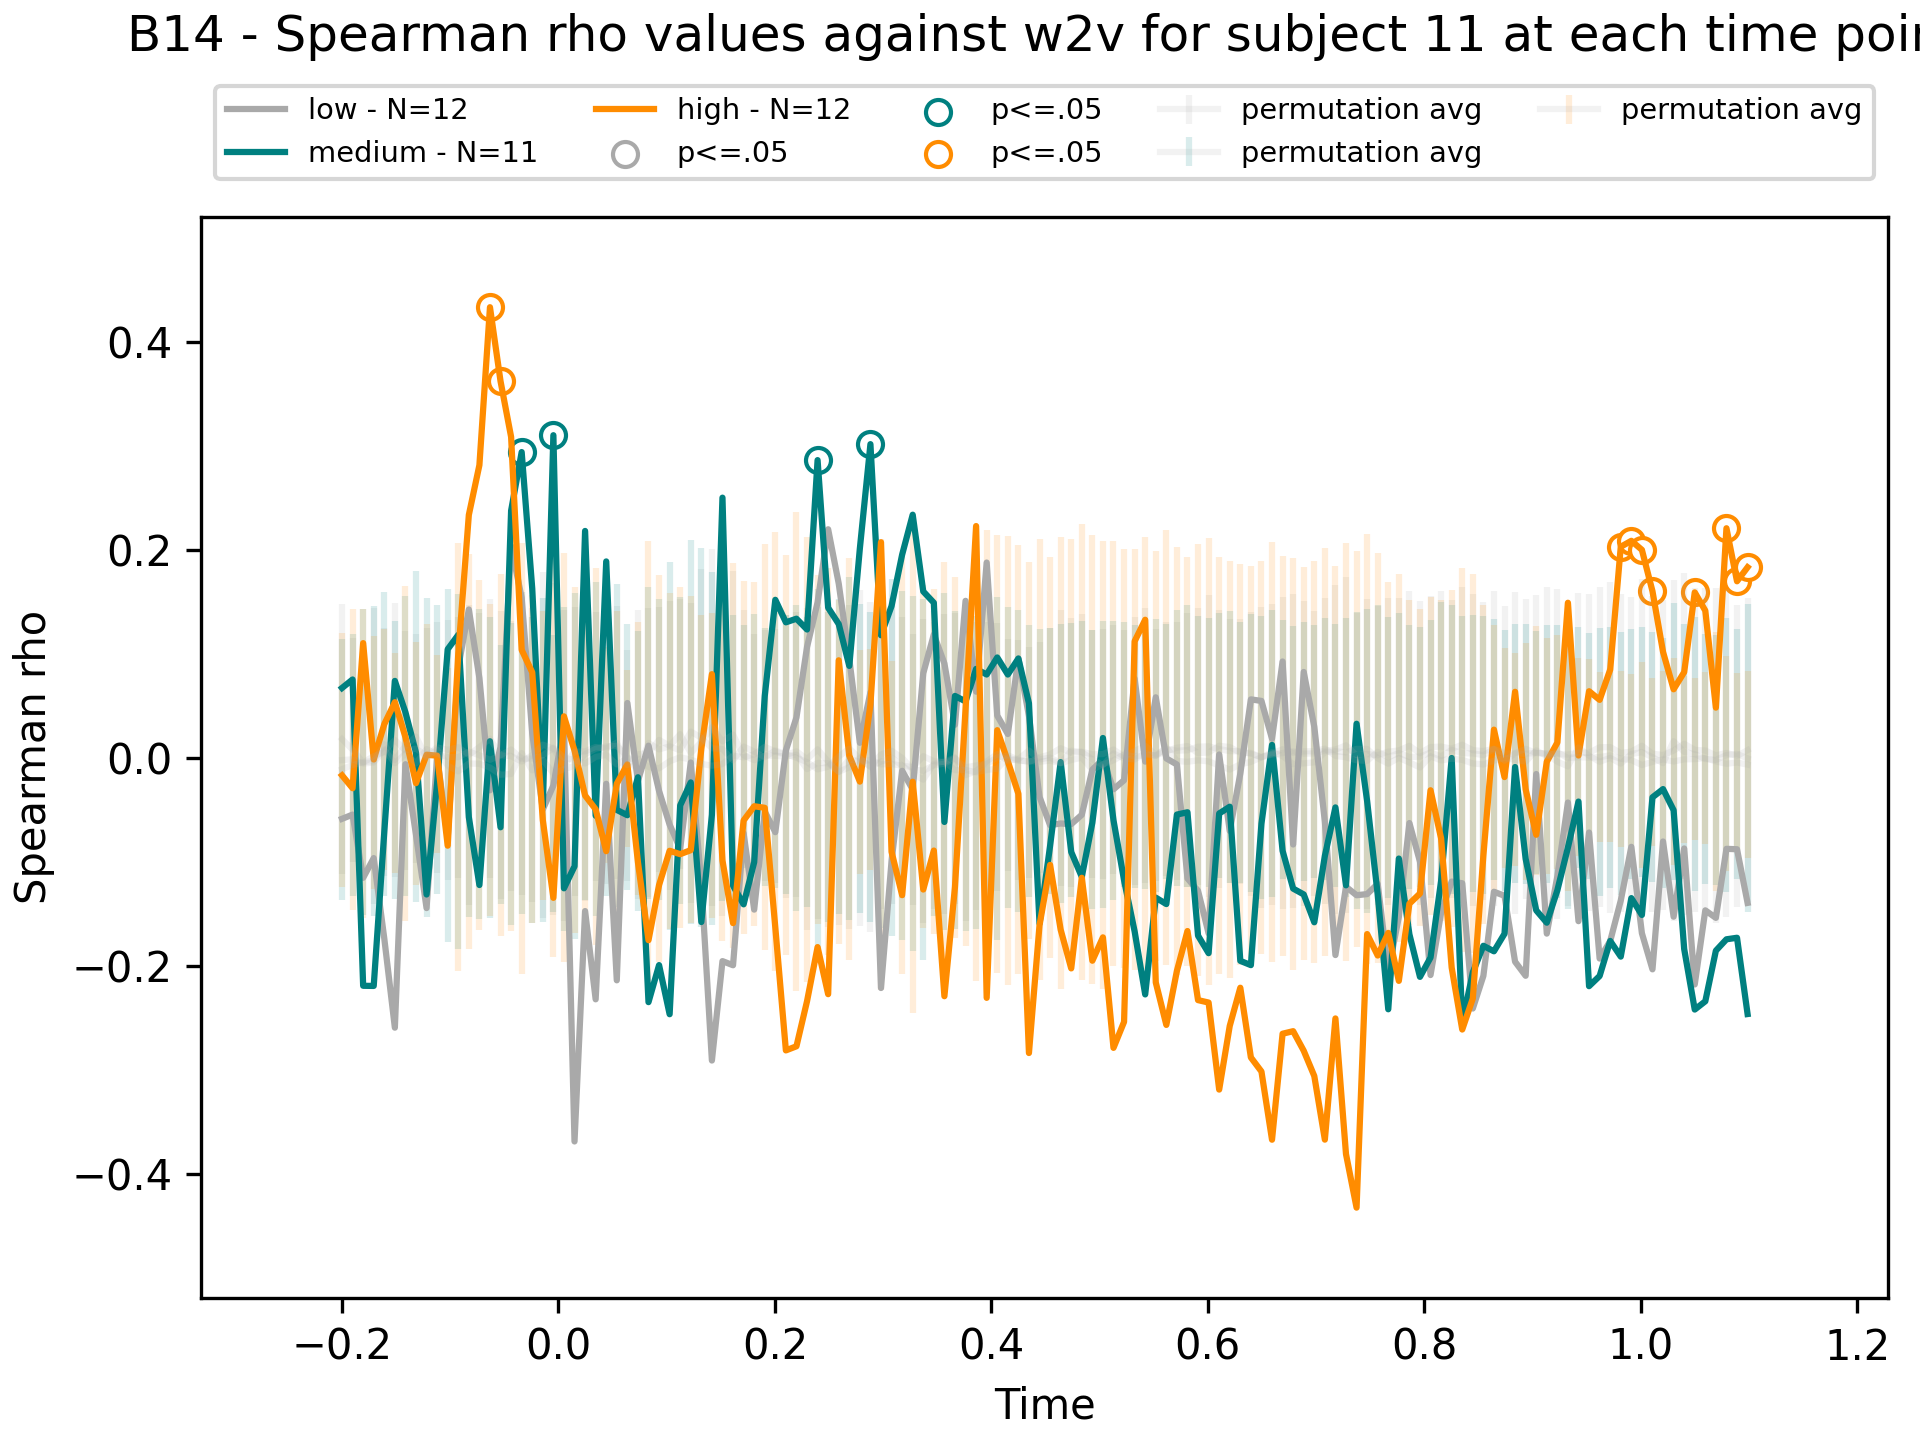 B14 - Spearman rho values against w2v for subject 11 at each time
low - N=12
high - N=12
p<=.05
permutation avg
permutation avg
medium - N=11
p<=.05
p<=.05
permutation avg
Spearman rho
0.4
0.2
0.0
−0.2
−0.4
−0.2
0.0
0.2
0.4
0.6
0.8
1.0
1.2
Time